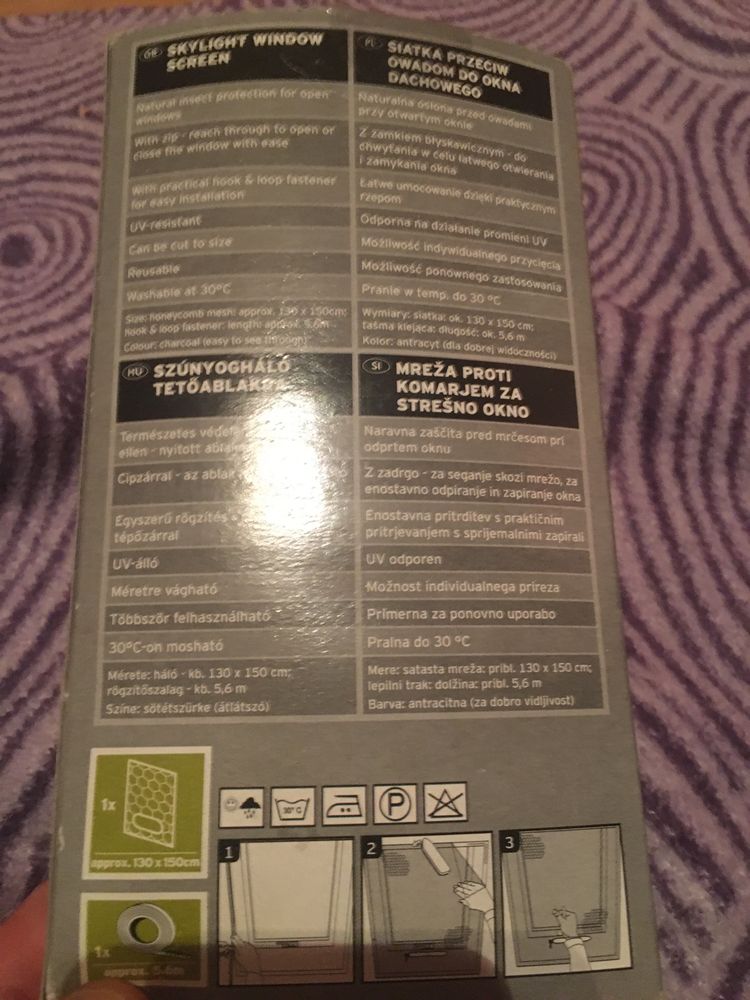 GB SKYLIGHT WINDOW
SCREEN
Natural insect protection for open
windows
With zip - reach through to open or
close the window with ease
With practical hook & loop fastener
for easy installation
UV-resistant
Can be cut to size
Reusable
Washable at 30°C
Size: honeycomb mesh: approx. 130 x 150cm;
hook & loop fastener: length: approx. 5,6m
Colour: charcoal (easy to see through)
PL SIATKA PRZECIW
OWADOM DO OKNA
DACHOWEGO
Naturalna osłona przed owadami
przy otwartym oknie
Z zamkiem błyskawicznym - do
chwytania w celu łatwego otwierania
i zamykania okna
Łatwe umocowanie dzięki praktycznym
rzepom
Odporna na działanie promieni UV
Możliwość indywidualnego przycięcia
Możliwość ponownego zastosowania
Pranie w temp. do 30 °C
Wymiary: siatka: ok. 130 x 150 cm;
taśma klejąca: długość: ok. 5,6 m
Kolor: antracyt (dla dobrej widoczności)
HU SZÚNYOGHÁLÓ
TETŐABLAKRA
Természetes
ellen - nyitott
Cipzárral - az
Egyszerű rögzítés
tépőzárral
UV-álló
Méretre vágható
Többször felhasználható
30°C-on mosható
Mérete: háló - kb. 130 x 150 cm;
rögzítőszalag - kb. 5,6 m
Színe: sötétszürke (átlátszó)
SI MREŽA PROTI
KOMARJEM ZA
STREŠNO OKNO
Naravna zaščita pred mrčesom pri
odprtem oknu
Z zadrgo - za seganje skozi mrežo, za
enostavno odpiranje in zapiranje okna
Enostavna pritrditev s praktičnim
pritrjevanjem s sprijemalnimi zapirali
UV odporen
Možnost individualnega prireza
Primerna za ponovno uporabo
Pralna do 30 °C
Mere: satasta mreža: pribl. 130 x 150 cm;
lepilni trak: dolžina: pribl. 5,6 m
Barva: antracitna (za dobro vidljivost)
1x
approx. 130 x 150cm
30°C
P
1x
approx. 5.6m
1
2
3